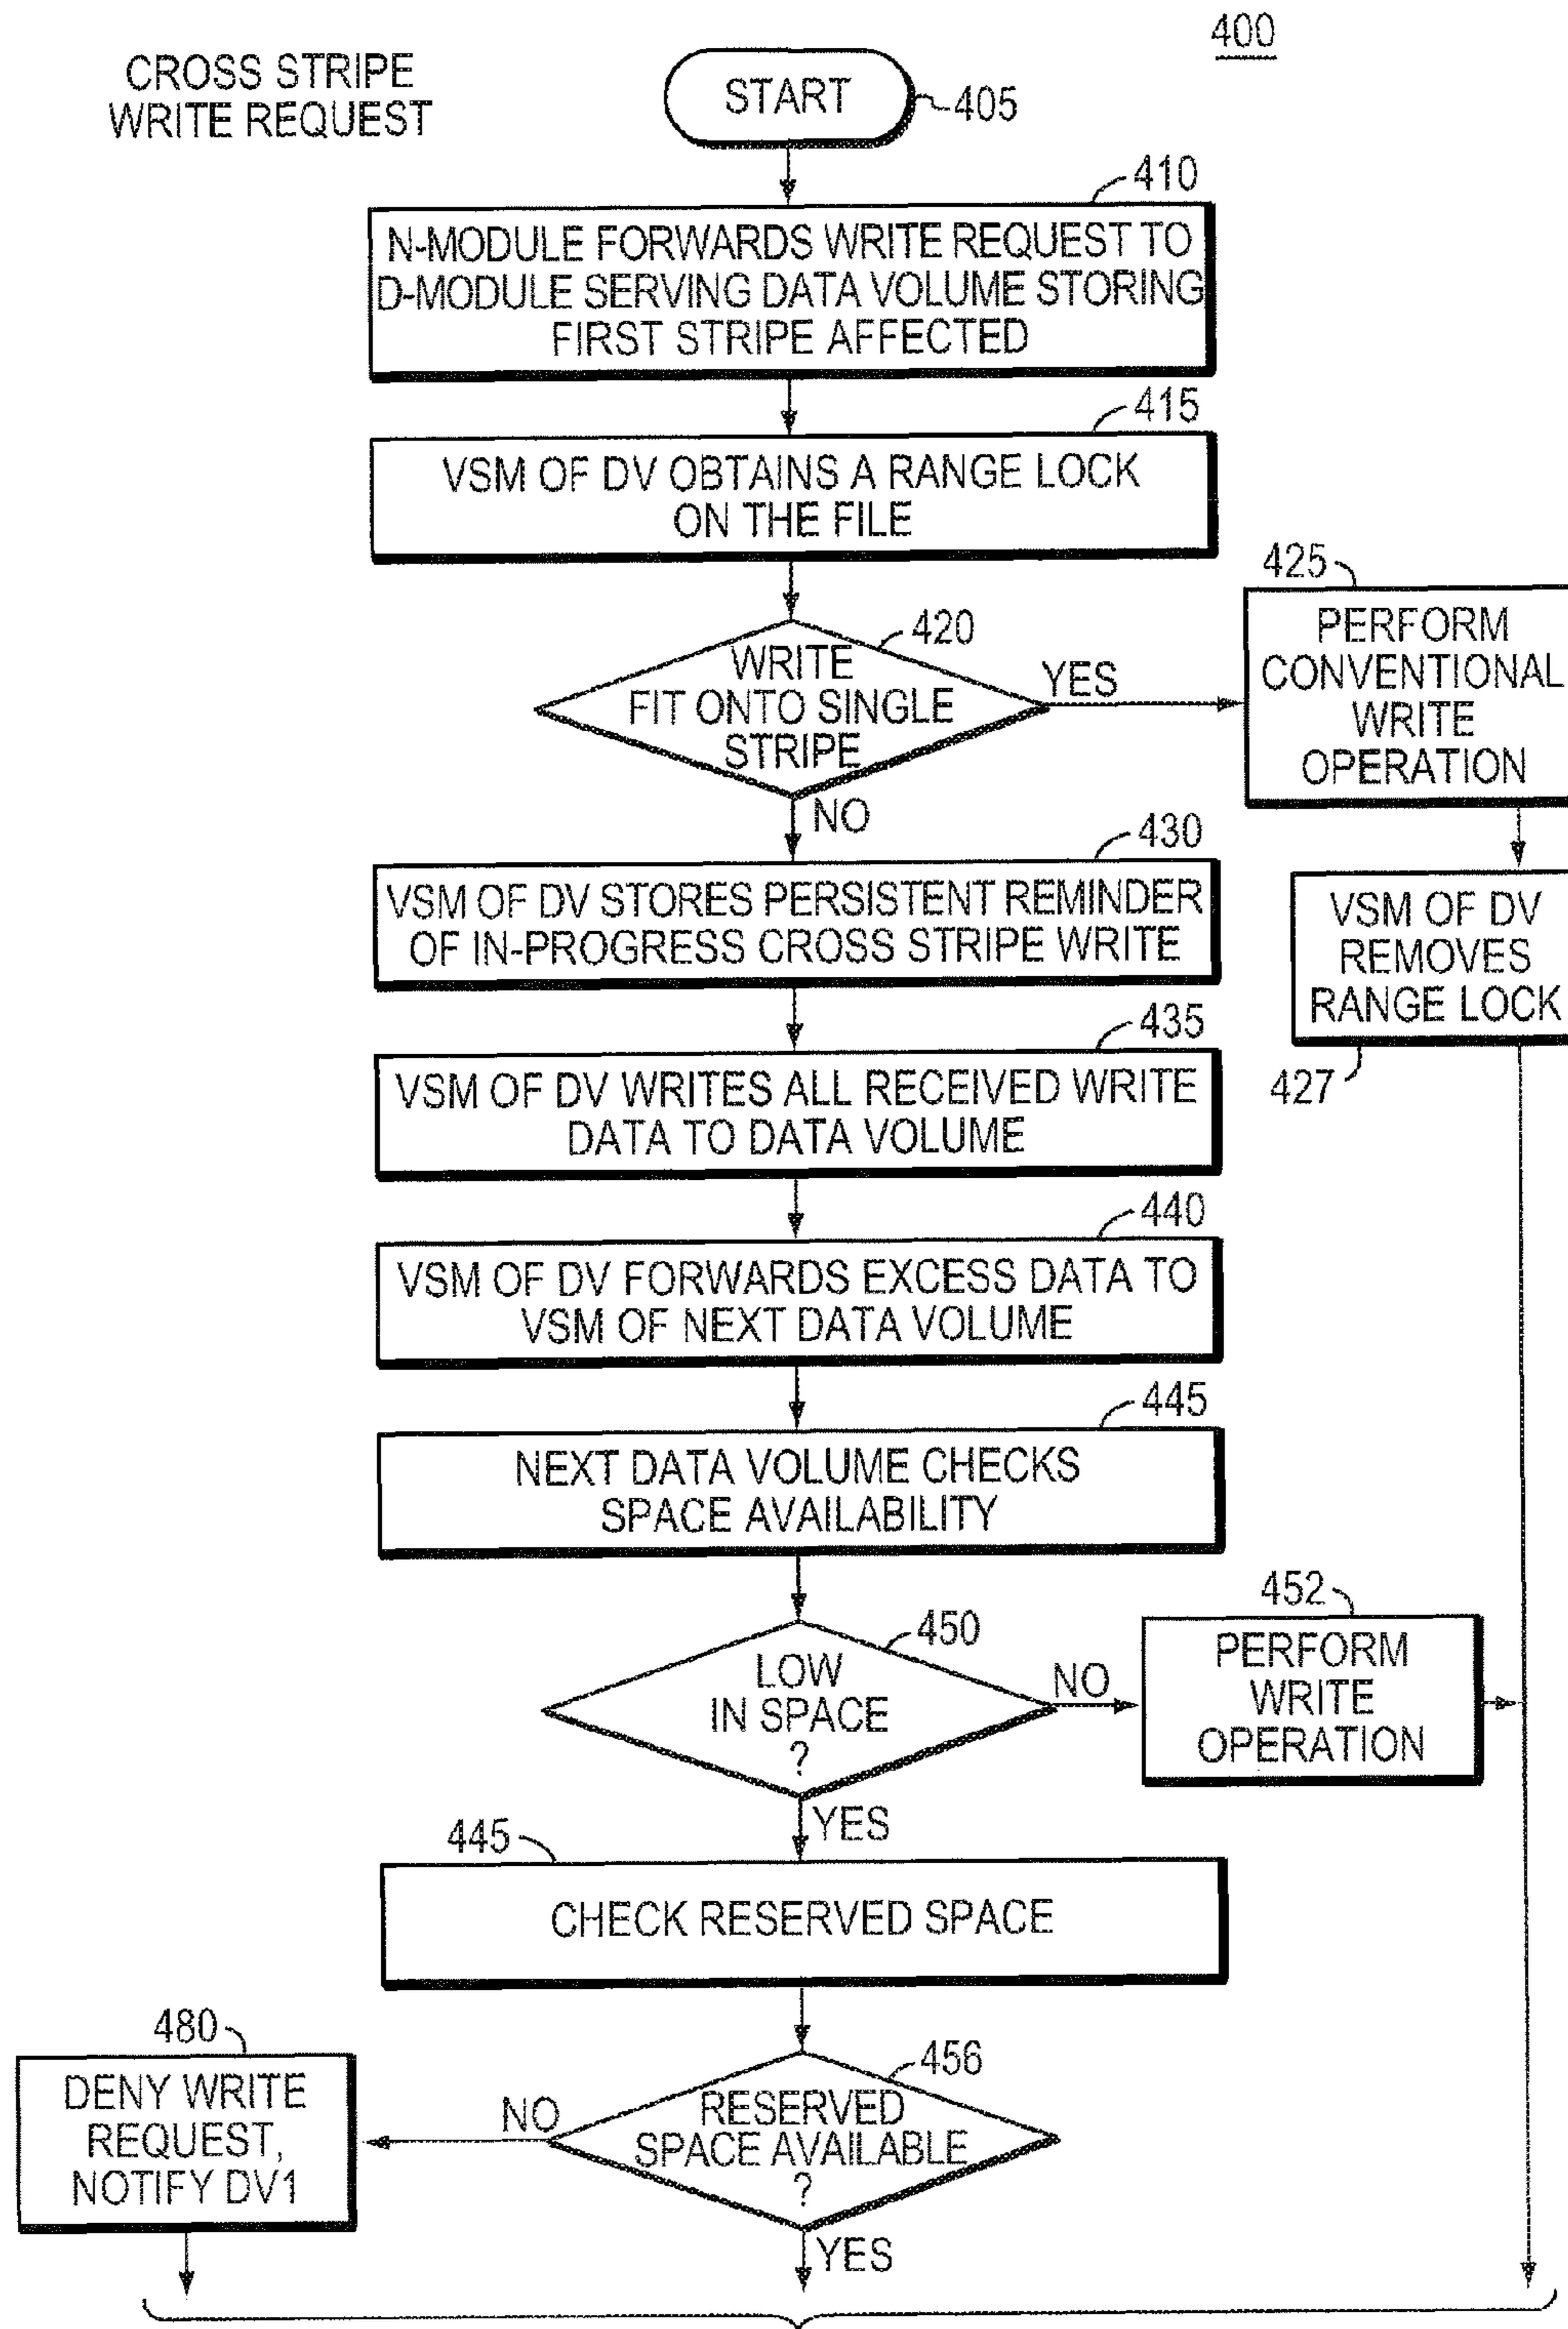 400
CROSS STRIPE
WRITE REQUEST
START
405
410
N-MODULE FORWARDS WRITE REQUEST TO
D-MODULE SERVING DATA VOLUME STORING
FIRST STRIPE AFFECTED
415
VSM OF DV OBTAINS A RANGE LOCK
ON THE FILE
420
WRITE
FIT ONTO SINGLE
STRIPE
YES
425
PERFORM
CONVENTIONAL
WRITE
OPERATION
NO
430
VSM OF DV STORES PERSISTENT REMINDER
OF IN-PROGRESS CROSS STRIPE WRITE
VSM OF DV
REMOVES
RANGE LOCK
427
435
VSM OF DV WRITES ALL RECEIVED WRITE
DATA TO DATA VOLUME
440
VSM OF DV FORWARDS EXCESS DATA TO
VSM OF NEXT DATA VOLUME
445
NEXT DATA VOLUME CHECKS
SPACE AVAILABILITY
450
LOW
IN SPACE
?
NO
452
PERFORM
WRITE
OPERATION
YES
445
CHECK RESERVED SPACE
456
RESERVED
SPACE AVAILABLE
?
NO
480
DENY WRITE
REQUEST,
NOTIFY DV1
YES